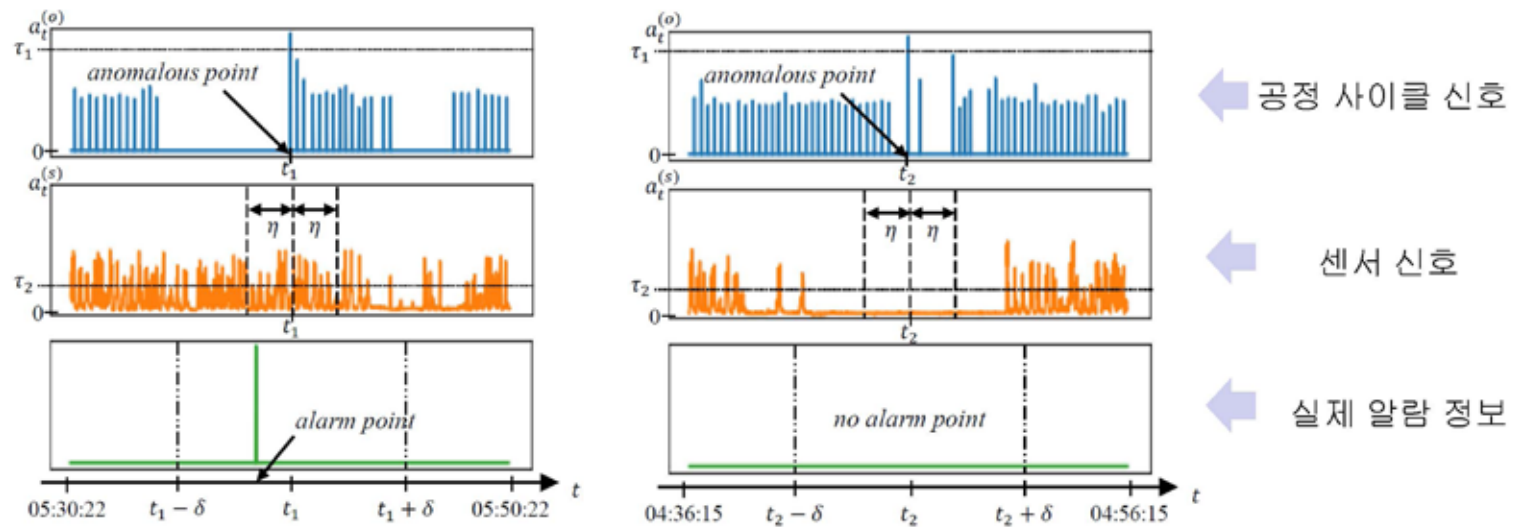 a_t^(o)
τ₁
anomalous point
0
t₁
a_t^(s)
η η
τ₂
0
t₁
alarm point
05:30:22 t₁ − δ t₁ t₁ + δ 05:50:22
a_t^(o)
τ₁
anomalous point
0
t₂
a_t^(s)
η η
τ₂
0
t₂
no alarm point
04:36:15 t₂ − δ t₂ t₂ + δ 04:56:15
t
t
공정 사이클 신호
센서 신호
실제 알람 정보